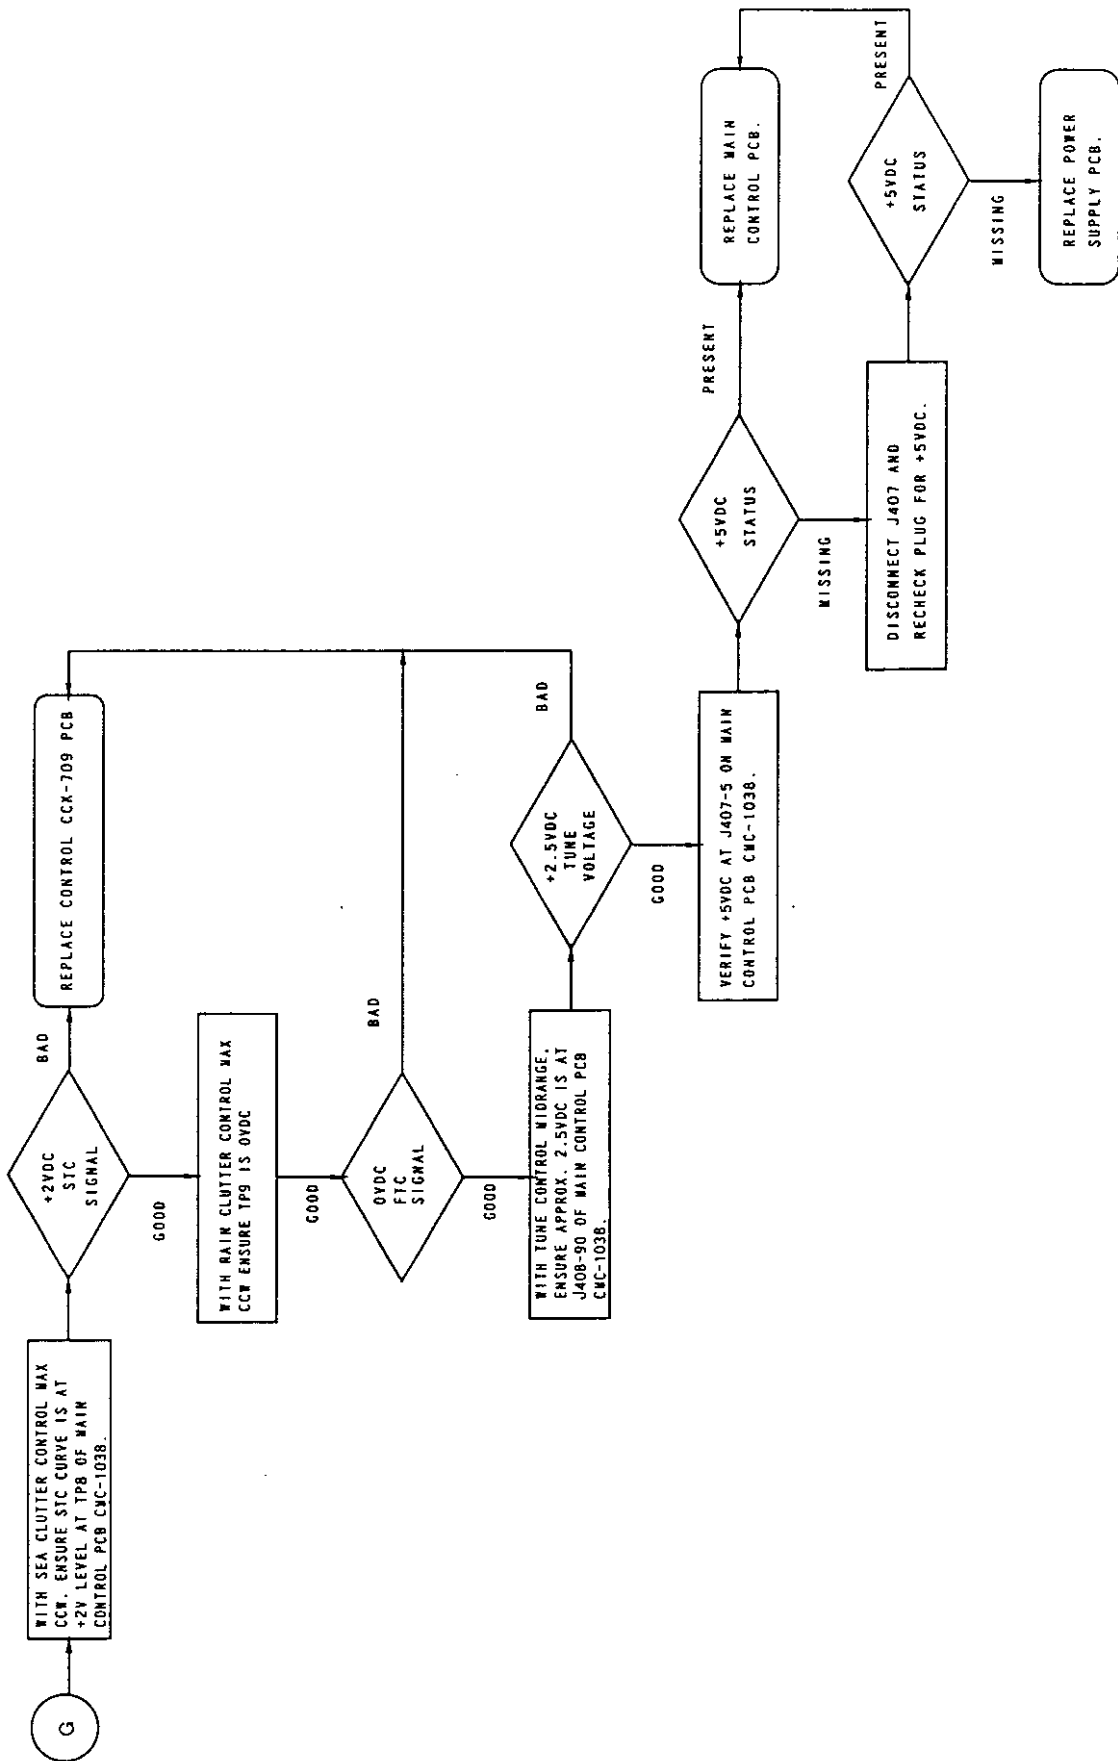 G
WITH SEA CLUTTER CONTROL MAX
CCW. ENSURE STC CURVE IS AT
+2V LEVEL AT TP8 OF MAIN
CONTROL PCB CMC-1038.
+2VDC
STC
SIGNAL
BAD
REPLACE CONTROL CCK-709 PCB
GOOD
WITH RAIN CLUTTER CONTROL MAX
CCW ENSURE TP9 IS 0VDC
GOOD
0VDC
FTC
SIGNAL
BAD
GOOD
WITH TUNE CONTROL MIDRANGE,
ENSURE APPROX. 2.5VDC IS AT
J408-90 OF MAIN CONTROL PCB
CMC-1038.
+2.5VDC
TUNE
VOLTAGE
BAD
GOOD
VERIFY +5VDC AT J407-5 ON MAIN
CONTROL PCB CMC-1038.
+5VDC
STATUS
PRESENT
REPLACE MAIN
CONTROL PCB.
MISSING
DISCONNECT J407 AND
RECHECK PLUG FOR +5VDC.
+5VDC
STATUS
PRESENT
MISSING
REPLACE POWER
SUPPLY PCB.